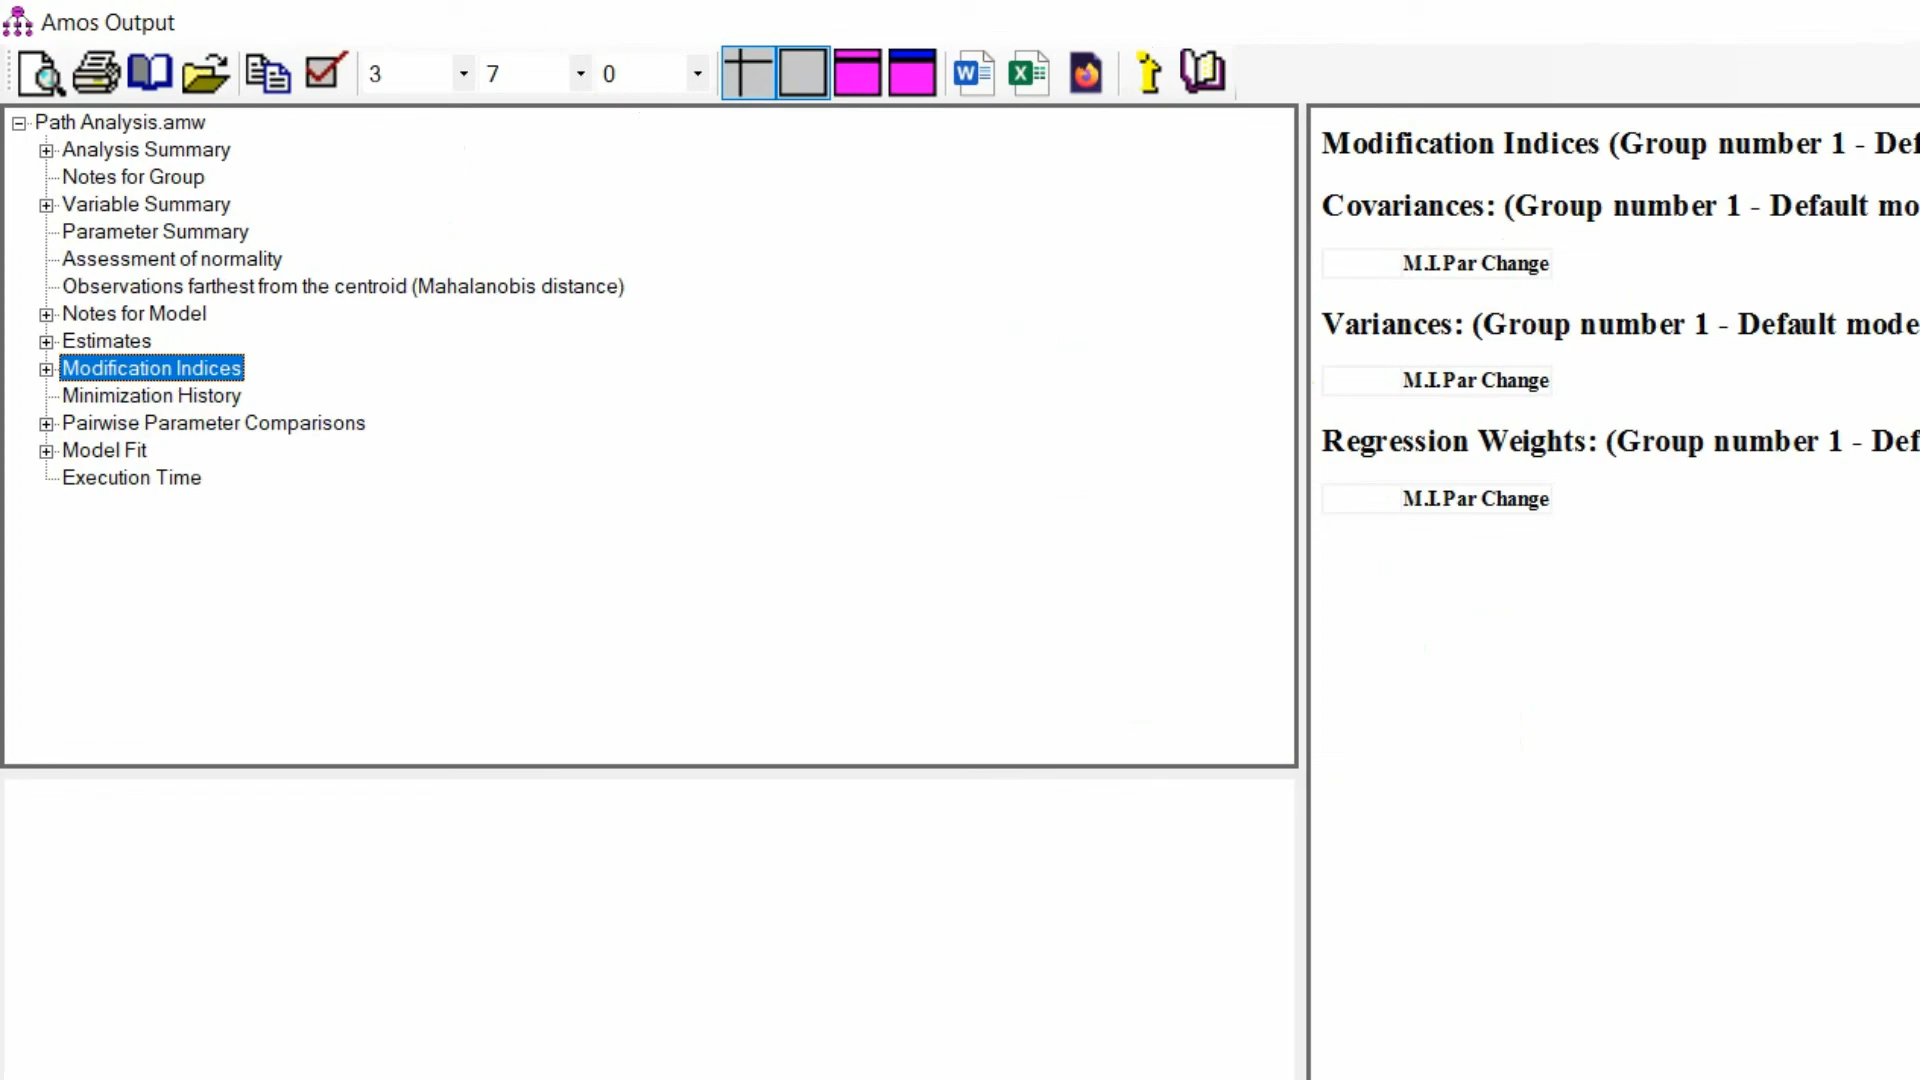 Amos Output
3 7 0
Path Analysis.amw
Analysis Summary
Notes for Group
Variable Summary
Parameter Summary
Assessment of normality
Observations farthest from the centroid (Mahalanobis distance)
Notes for Model
Estimates
Modification Indices
Minimization History
Pairwise Parameter Comparisons
Model Fit
Execution Time
Modification Indices (Group number 1 - Def
Covariances: (Group number 1 - Default mo
M.I.Par Change
Variances: (Group number 1 - Default mode
M.I.Par Change
Regression Weights: (Group number 1 - Def
M.I.Par Change